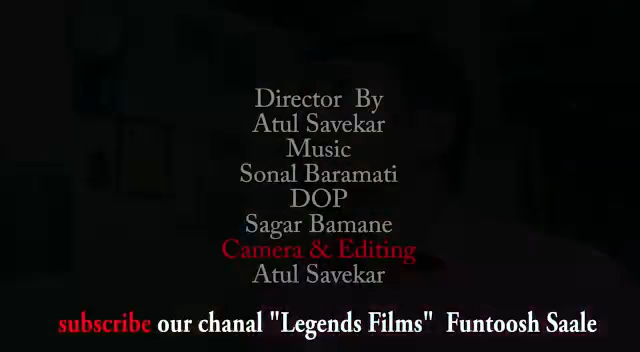 Director By
Atul Savekar
Music
Sonal Baramati
DOP
Sagar Bamane
Camera & Editing
Atul Savekar
subscribe our chanal "Legends Films" Funtoosh Saale